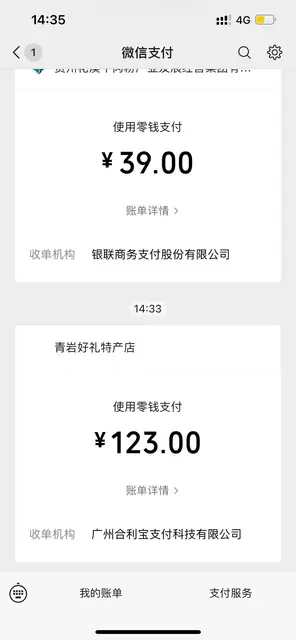 14:35
4G
1
微信支付
使用零钱支付
¥39.00
账单详情
收单机构 银联商务支付股份有限公司
14:33
青岩好礼特产店
使用零钱支付
¥123.00
账单详情
收单机构 广州合利宝支付科技有限公司
我的账单 支付服务